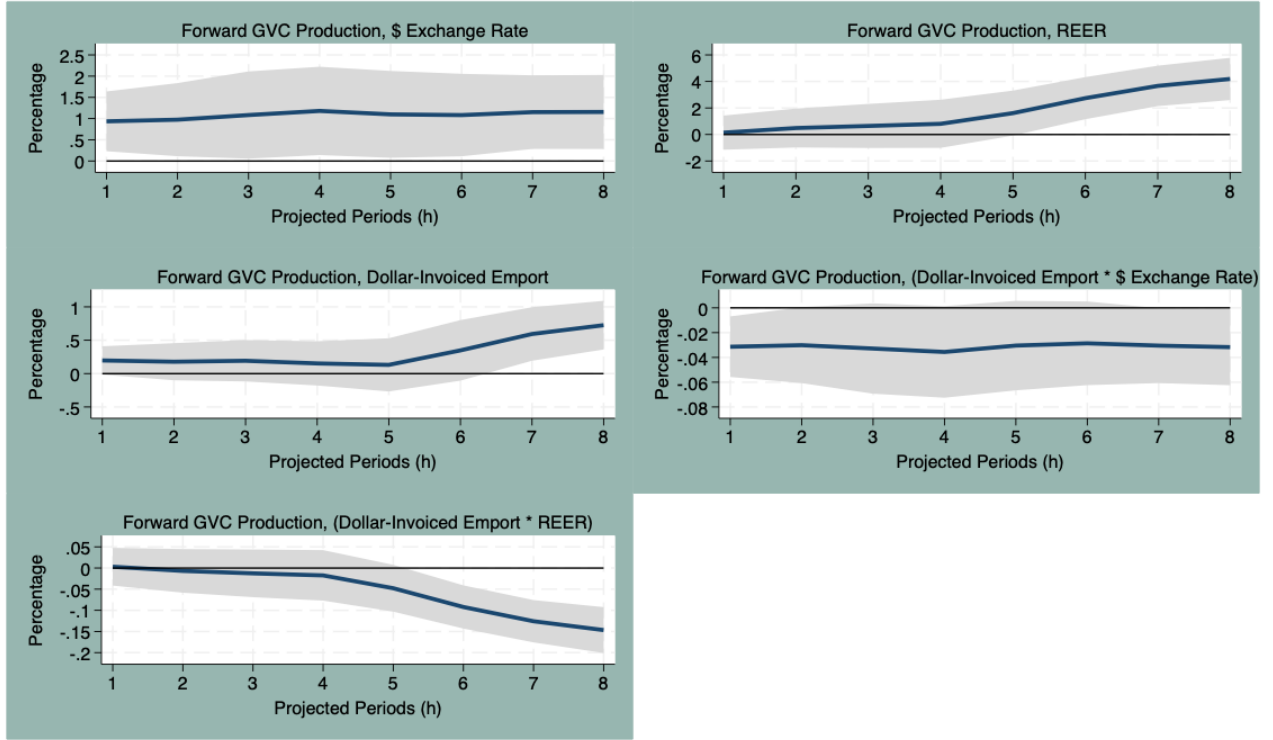 Forward GVC Production, $ Exchange Rate
Percentage
2.5
2
1.5
1
.5
0
1 2 3 4 5 6 7 8
Projected Periods (h)
Forward GVC Production, REER
Percentage
6
4
2
0
-2
1 2 3 4 5 6 7 8
Projected Periods (h)
Forward GVC Production, Dollar-Invoiced Emport
Percentage
1
.5
0
-.5
1 2 3 4 5 6 7 8
Projected Periods (h)
Forward GVC Production, (Dollar-Invoiced Emport * $ Exchange Rate)
Percentage
0
-.02
-.04
-.06
-.08
1 2 3 4 5 6 7 8
Projected Periods (h)
Forward GVC Production, (Dollar-Invoiced Emport * REER)
Percentage
.05
0
-.05
-.1
-.15
-.2
1 2 3 4 5 6 7 8
Projected Periods (h)